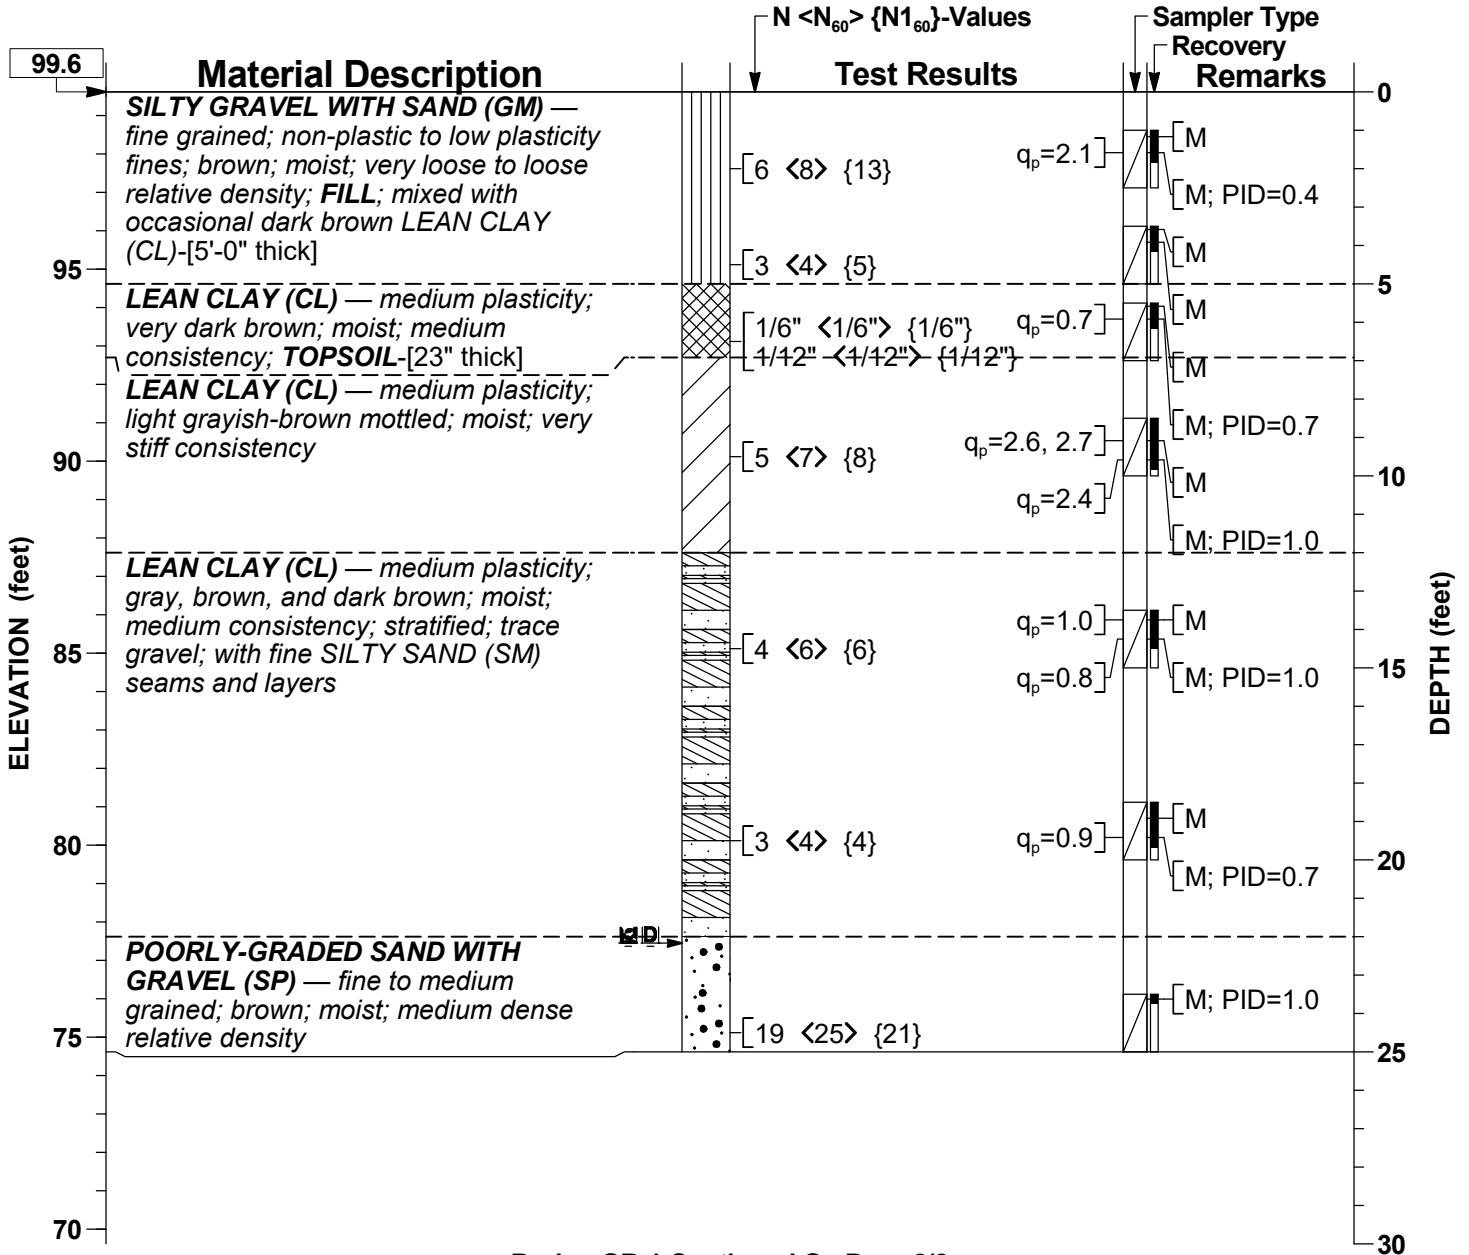 N <N60> {N160}-Values
Sampler Type
Recovery
99.6
Material Description
Test Results
Remarks
SILTY GRAVEL WITH SAND (GM) —
fine grained; non-plastic to low plasticity
fines; brown; moist; very loose to loose
relative density; FILL; mixed with
occasional dark brown LEAN CLAY
(CL)-[5'-0" thick]
LEAN CLAY (CL) — medium plasticity;
very dark brown; moist; medium
consistency; TOPSOIL-[23" thick]
LEAN CLAY (CL) — medium plasticity;
light grayish-brown mottled; moist; very
stiff consistency
LEAN CLAY (CL) — medium plasticity;
gray, brown, and dark brown; moist;
medium consistency; stratified; trace
gravel; with fine SILTY SAND (SM)
seams and layers
POORLY-GRADED SAND WITH
GRAVEL (SP) — fine to medium
grained; brown; moist; medium dense
relative density
6 <8> {13}
3 <4> {5}
1/6" <1/6"> {1/6"}
1/12" <1/12"> {1/12"}
5 <7> {8}
4 <6> {6}
3 <4> {4}
19 <25> {21}
qp=2.1
qp=0.7
qp=2.6, 2.7
qp=2.4
qp=1.0
qp=0.8
qp=0.9
M
M; PID=0.4
M
M
M
M; PID=0.7
M
M; PID=1.0
M
M; PID=1.0
M
M; PID=0.7
M; PID=1.0
ELEVATION (feet)
95
90
85
80
75
70
DEPTH (feet)
0
5
10
15
20
25
30